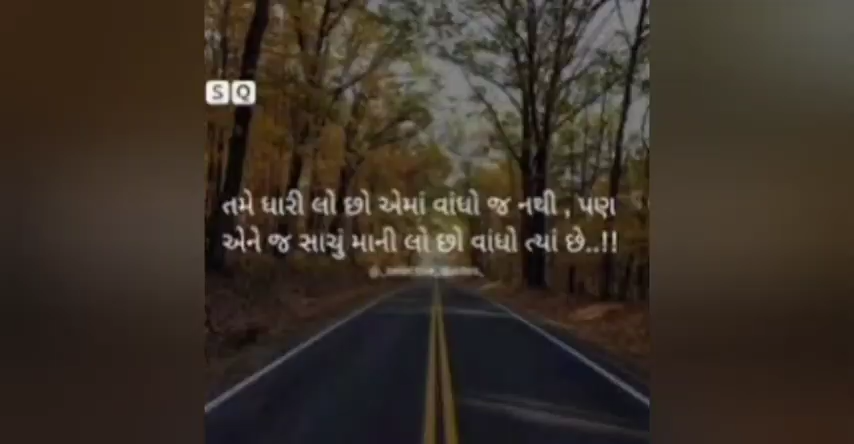 SQ
તમે ધારી લો છો એમાં વાંધો જ નથી , પણ
એને જ સાચું માની લો છો વાંધો ત્યાં છે..!!